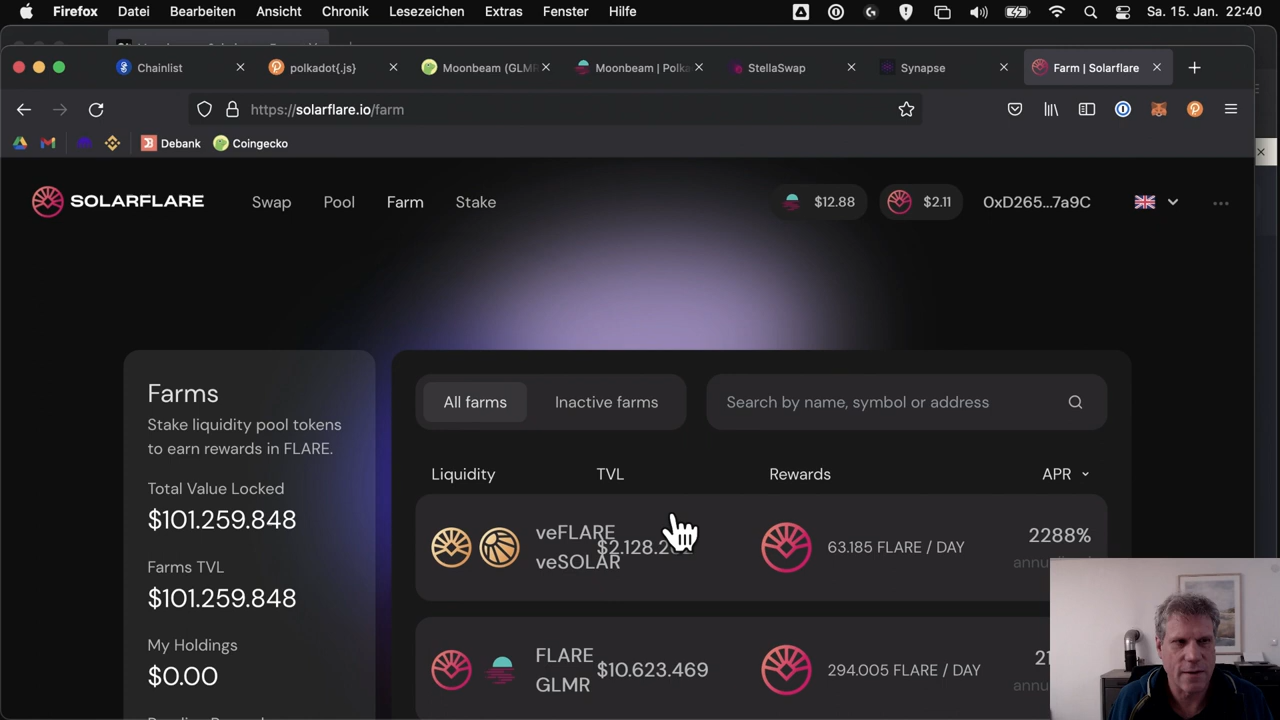 Firefox Datei Bearbeiten Ansicht Chronik Lesezeichen Extras Fenster Hilfe Sa. 15. Jan. 22:40
Chainlist polkadot{.js} Moonbeam (GLM Moonbeam | Polka StellaSwap Synapse Farm | Solarflare
https://solarflare.io/farm
Debank Coingecko
SOLARFLARE Swap Pool Farm Stake $12.88 $2.11 0xD265...7a9C
Farms
Stake liquidity pool tokens
to earn rewards in FLARE.
Total Value Locked
$101.259.848
Farms TVL
$101.259.848
My Holdings
$0.00
All farms Inactive farms Search by name, symbol or address
Liquidity TVL Rewards APR
veFLARE
veSOLAR
63.185 FLARE / DAY 2288%
FLARE
GLMR
$10.623.469 294.005 FLARE / DAY